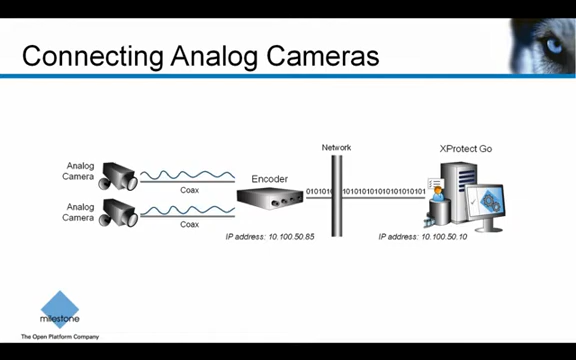 Connecting Analog Cameras
Network
XProtect Go
Analog
Camera
Coax
Encoder
01010101010101010101010101
Analog
Camera
Coax
IP address: 10.100.50.85
IP address: 10.100.50.10
milestone
The Open Platform Company